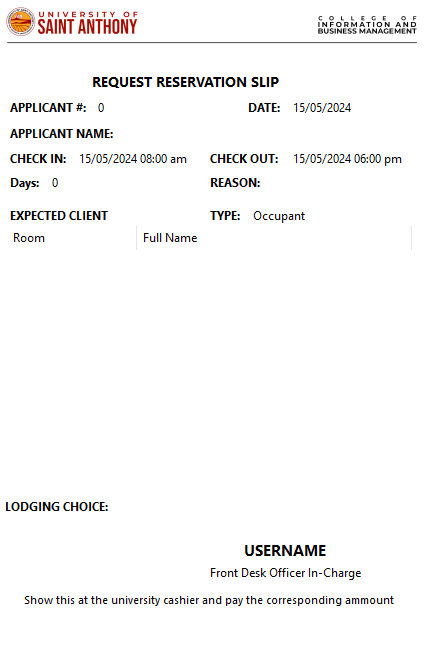 UNIVERSITY OF
SAINT ANTHONY
COLLEGE OF
INFORMATION AND
BUSINESS MANAGEMENT
REQUEST RESERVATION SLIP
APPLICANT #: 0 DATE: 15/05/2024
APPLICANT NAME:
CHECK IN: 15/05/2024 08:00 am CHECK OUT: 15/05/2024 06:00 pm
Days: 0 REASON:
EXPECTED CLIENT TYPE: Occupant
Room Full Name
LODGING CHOICE:
USERNAME
Front Desk Officer In-Charge
Show this at the university cashier and pay the corresponding ammount